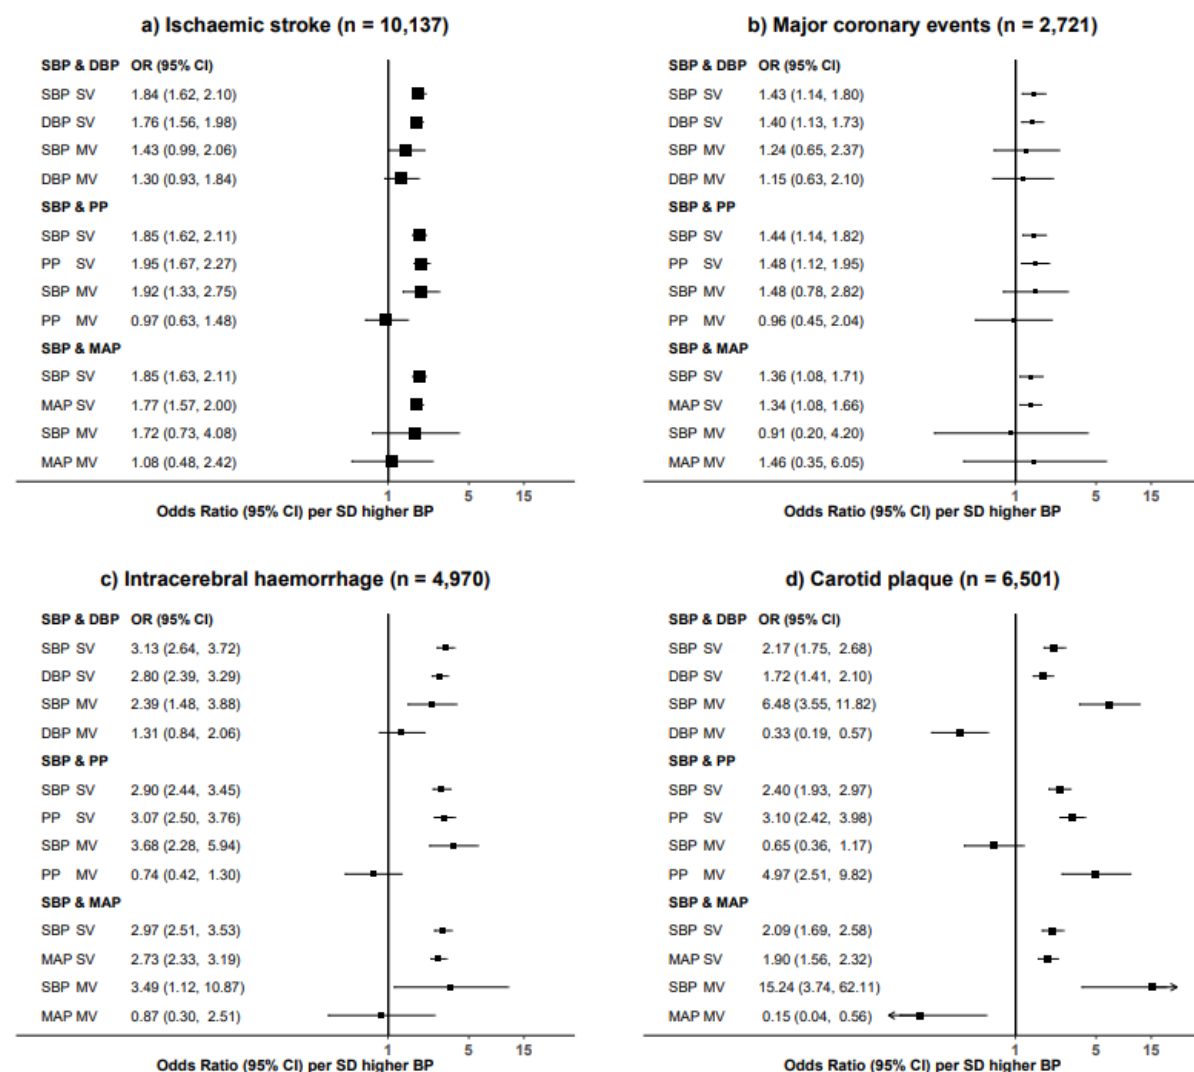 a) Ischaemic stroke (n = 10,137)
SBP & DBP OR (95% CI)
SBP SV 1.84 (1.62, 2.10)
DBP SV 1.76 (1.56, 1.98)
SBP MV 1.43 (0.99, 2.06)
DBP MV 1.30 (0.93, 1.84)
SBP & PP
SBP SV 1.85 (1.62, 2.11)
PP SV 1.95 (1.67, 2.27)
SBP MV 1.92 (1.33, 2.75)
PP MV 0.97 (0.63, 1.48)
SBP & MAP
SBP SV 1.85 (1.63, 2.11)
MAP SV 1.77 (1.57, 2.00)
SBP MV 1.72 (0.73, 4.08)
MAP MV 1.08 (0.48, 2.42)
1 5 15
Odds Ratio (95% CI) per SD higher BP
b) Major coronary events (n = 2,721)
SBP & DBP OR (95% CI)
SBP SV 1.43 (1.14, 1.80)
DBP SV 1.40 (1.13, 1.73)
SBP MV 1.24 (0.65, 2.37)
DBP MV 1.15 (0.63, 2.10)
SBP & PP
SBP SV 1.44 (1.14, 1.82)
PP SV 1.48 (1.12, 1.95)
SBP MV 1.48 (0.78, 2.82)
PP MV 0.96 (0.45, 2.04)
SBP & MAP
SBP SV 1.36 (1.08, 1.71)
MAP SV 1.34 (1.08, 1.66)
SBP MV 0.91 (0.20, 4.20)
MAP MV 1.46 (0.35, 6.05)
1 5 15
Odds Ratio (95% CI) per SD higher BP
c) Intracerebral haemorrhage (n = 4,970)
SBP & DBP OR (95% CI)
SBP SV 3.13 (2.64, 3.72)
DBP SV 2.80 (2.39, 3.29)
SBP MV 2.39 (1.48, 3.88)
DBP MV 1.31 (0.84, 2.06)
SBP & PP
SBP SV 2.90 (2.44, 3.45)
PP SV 3.07 (2.50, 3.76)
SBP MV 3.68 (2.28, 5.94)
PP MV 0.74 (0.42, 1.30)
SBP & MAP
SBP SV 2.97 (2.51, 3.53)
MAP SV 2.73 (2.33, 3.19)
SBP MV 3.49 (1.12, 10.87)
MAP MV 0.87 (0.30, 2.51)
1 5 15
Odds Ratio (95% CI) per SD higher BP
d) Carotid plaque (n = 6,501)
SBP & DBP OR (95% CI)
SBP SV 2.17 (1.75, 2.68)
DBP SV 1.72 (1.41, 2.10)
SBP MV 6.48 (3.55, 11.82)
DBP MV 0.33 (0.19, 0.57)
SBP & PP
SBP SV 2.40 (1.93, 2.97)
PP SV 3.10 (2.42, 3.98)
SBP MV 0.65 (0.36, 1.17)
PP MV 4.97 (2.51, 9.82)
SBP & MAP
SBP SV 2.09 (1.69, 2.58)
MAP SV 1.90 (1.56, 2.32)
SBP MV 15.24 (3.74, 62.11)
MAP MV 0.15 (0.04, 0.56)
1 5 15
Odds Ratio (95% CI) per SD higher BP